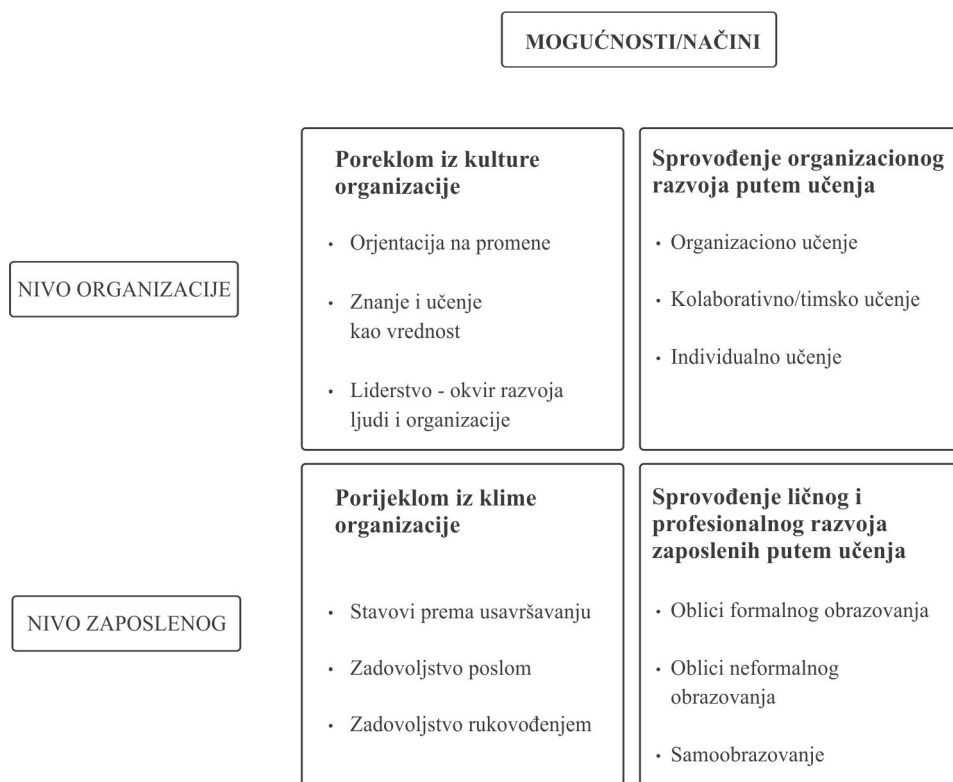 MOGUĆNOSTI/NAČINI
NIVO ORGANIZACIJE
Poreklom iz kulture
organizacije
• Orjentacija na promene
• Znanje i učenje
kao vrednost
• Liderstvo - okvir razvoja
ljudi i organizacije
Sprovođenje organizacionog
razvoja putem učenja
• Organizaciono učenje
• Kolaborativno/timsko učenje
• Individualno učenje
NIVO ZAPOSLENOG
Porijeklom iz klime
organizacije
• Stavovi prema usavršavanju
• Zadovoljstvo poslom
• Zadovoljstvo rukovođenjem
Sprovođenje ličnog i
profesionalnog razvoja
zaposlenih putem učenja
• Oblici formalnog obrazovanja
• Oblici neformalnog
obrazovanja
• Samoobrazovanje